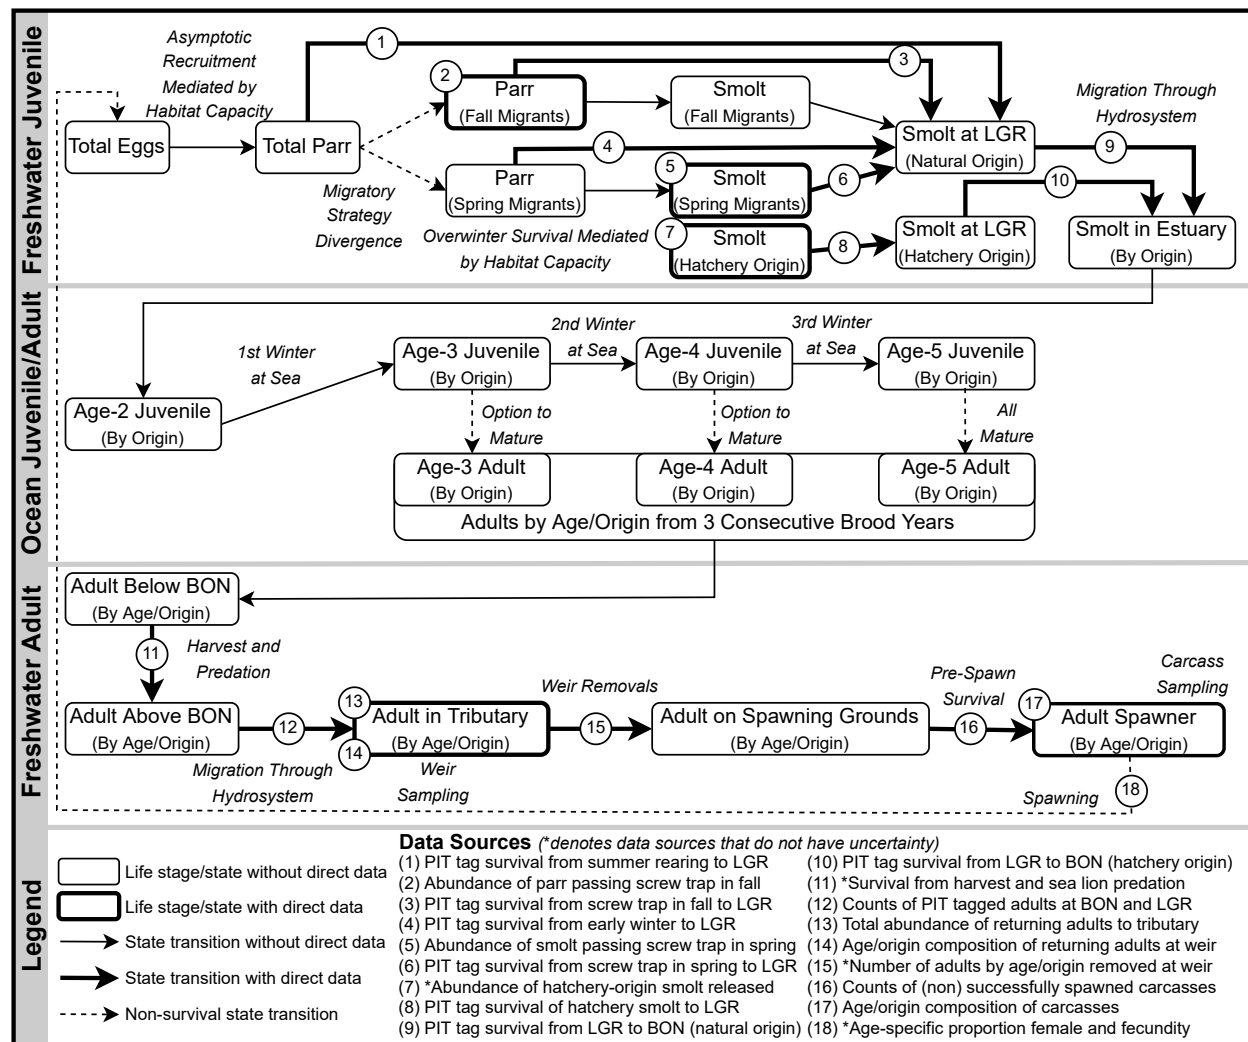 Freshwater Juvenile
Asymptotic
Recruitment
Mediated by
Habitat Capacity
1
2
3
Parr
(Fall Migrants)
Smolt
(Fall Migrants)
Migration Through
Hydrosystem
Total Eggs
Total Parr
4
Smolt at LGR
(Natural Origin)
9
Migratory
Strategy
Divergence
Parr
(Spring Migrants)
5
Smolt
(Spring Migrants)
6
10
Overwinter Survival Mediated
by Habitat Capacity
7
Smolt
(Hatchery Origin)
8
Smolt at LGR
(Hatchery Origin)
Smolt in Estuary
(By Origin)
Ocean Juvenile/Adult
1st Winter
at Sea
2nd Winter
at Sea
3rd Winter
at Sea
Age-2 Juvenile
(By Origin)
Age-3 Juvenile
(By Origin)
Age-4 Juvenile
(By Origin)
Age-5 Juvenile
(By Origin)
Option to
Mature
Option to
Mature
All
Mature
Age-3 Adult
(By Origin)
Age-4 Adult
(By Origin)
Age-5 Adult
(By Origin)
Adults by Age/Origin from 3 Consecutive Brood Years
Freshwater Adult
Adult Below BON
(By Age/Origin)
11
Harvest and
Predation
Adult Above BON
(By Age/Origin)
12
Migration Through
Hydrosystem
13
14
Adult in Tributary
(By Age/Origin)
Weir
Sampling
Weir Removals
15
Adult on Spawning Grounds
(By Age/Origin)
Pre-Spawn
Survival
16
17
Carcass
Sampling
Adult Spawner
(By Age/Origin)
Spawning
18
Legend
Life stage/state without direct data
Life stage/state with direct data
State transition without direct data
State transition with direct data
Non-survival state transition
Data Sources (*denotes data sources that do not have uncertainty)
(1) PIT tag survival from summer rearing to LGR
(2) Abundance of parr passing screw trap in fall
(3) PIT tag survival from screw trap in fall to LGR
(4) PIT tag survival from early winter to LGR
(5) Abundance of smolt passing screw trap in spring
(6) PIT tag survival from screw trap in spring to LGR
(7) *Abundance of hatchery-origin smolt released
(8) PIT tag survival of hatchery smolt to LGR
(9) PIT tag survival from LGR to BON (natural origin)
(10) PIT tag survival from LGR to BON (hatchery origin)
(11) *Survival from harvest and sea lion predation
(12) Counts of PIT tagged adults at BON and LGR
(13) Total abundance of returning adults to tributary
(14) Age/origin composition of returning adults at weir
(15) *Number of adults by age/origin removed at weir
(16) Counts of (non) successfully spawned carcasses
(17) Age/origin composition of carcasses
(18) *Age-specific proportion female and fecundity